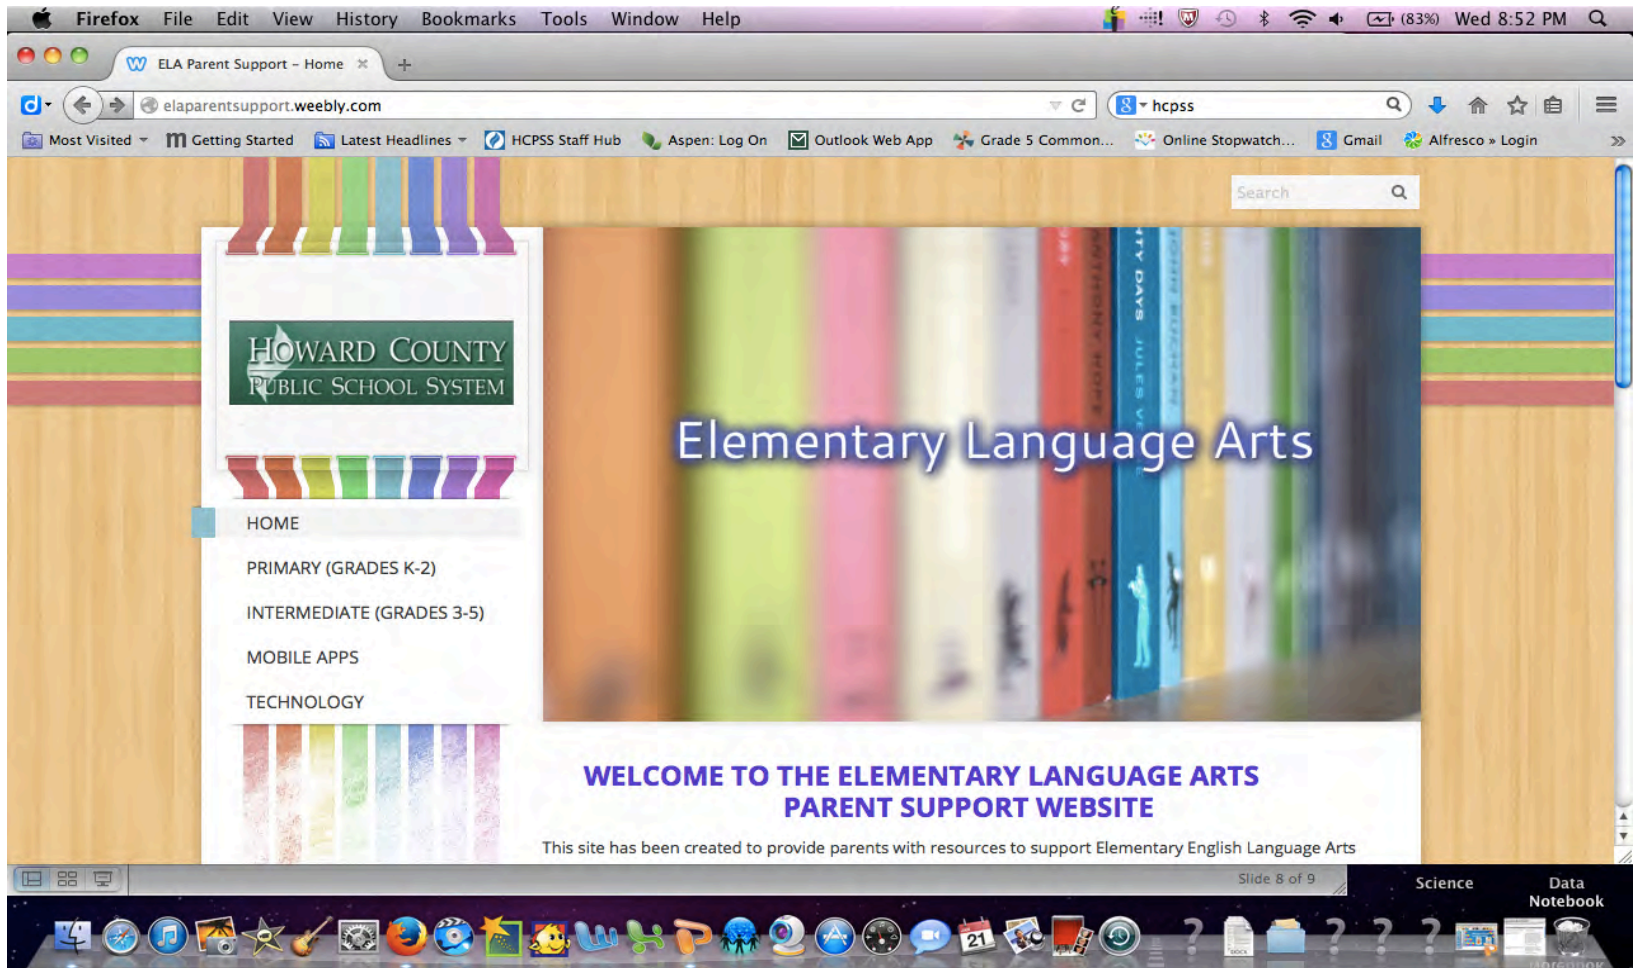 Firefox File Edit View History Bookmarks Tools Window Help (83%) Wed 8:52 PM
ELA Parent Support – Home
elaparentsupport.weebly.com hcpss
Most Visited Getting Started Latest Headlines HCPSS Staff Hub Aspen: Log On Outlook Web App Grade 5 Common... Online Stopwatch... Gmail Alfresco » Login
Search
HOWARD COUNTY
PUBLIC SCHOOL SYSTEM
DAYS JULES
Elementary Language Arts
HOME
PRIMARY (GRADES K-2)
INTERMEDIATE (GRADES 3-5)
MOBILE APPS
TECHNOLOGY
WELCOME TO THE ELEMENTARY LANGUAGE ARTS
PARENT SUPPORT WEBSITE
This site has been created to provide parents with resources to support Elementary English Language Arts
Slide 8 of 9
Science Data
Notebook
21
DOCX